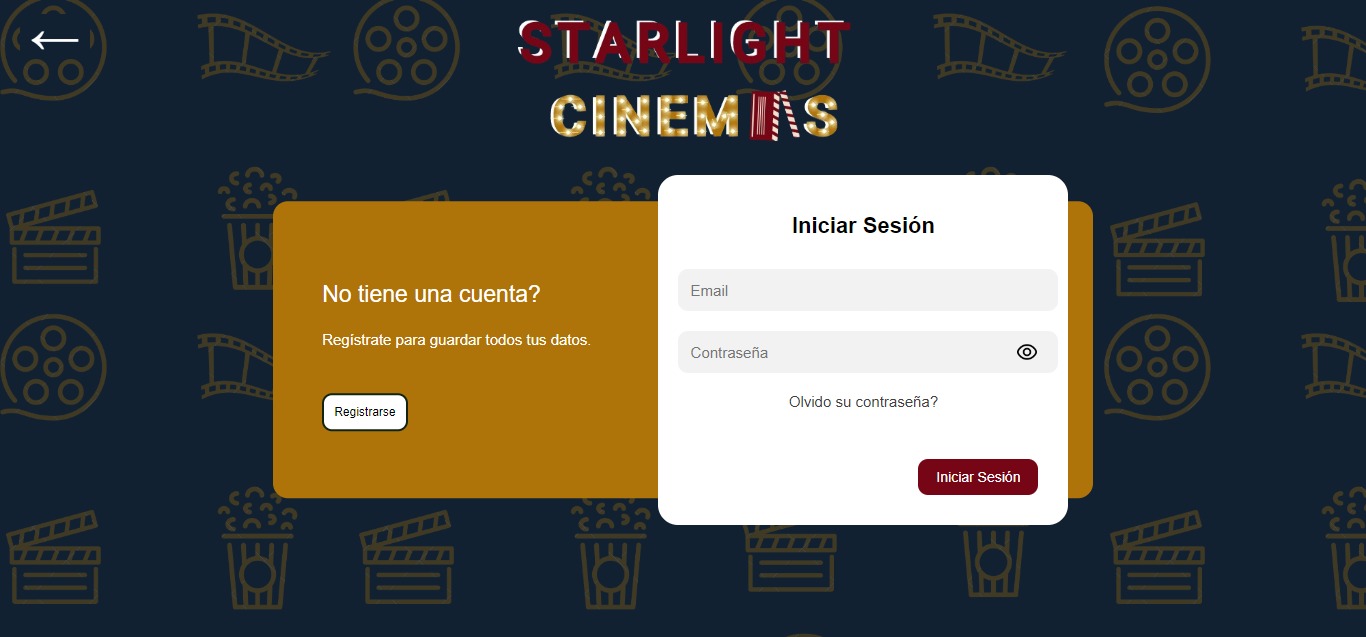 STARLIGHT
CINEMAS
No tiene una cuenta?
Regístrate para guardar todos tus datos.
Registrarse
Iniciar Sesión
Email
Contraseña
Olvido su contraseña?
Iniciar Sesión